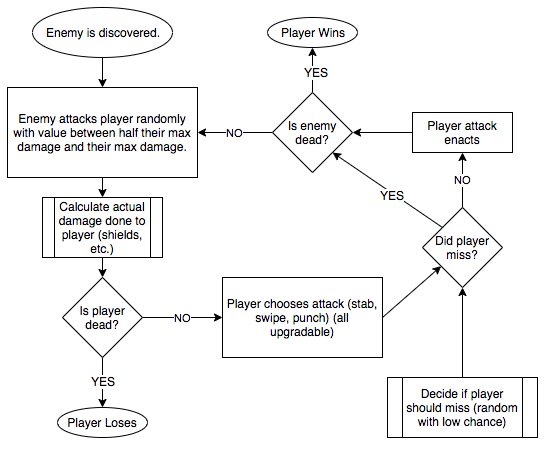 Enemy is discovered.
Player Wins
YES
Enemy attacks player randomly
with value between half their max
damage and their max damage.
NO
Is enemy
dead?
Player attack
enacts
YES
NO
Calculate actual
damage done to
player (shields,
etc.)
Did player
miss?
Is player
dead?
NO
Player chooses attack (stab,
swipe, punch) (all
upgradable)
YES
Player Loses
Decide if player
should miss (random
with low chance)